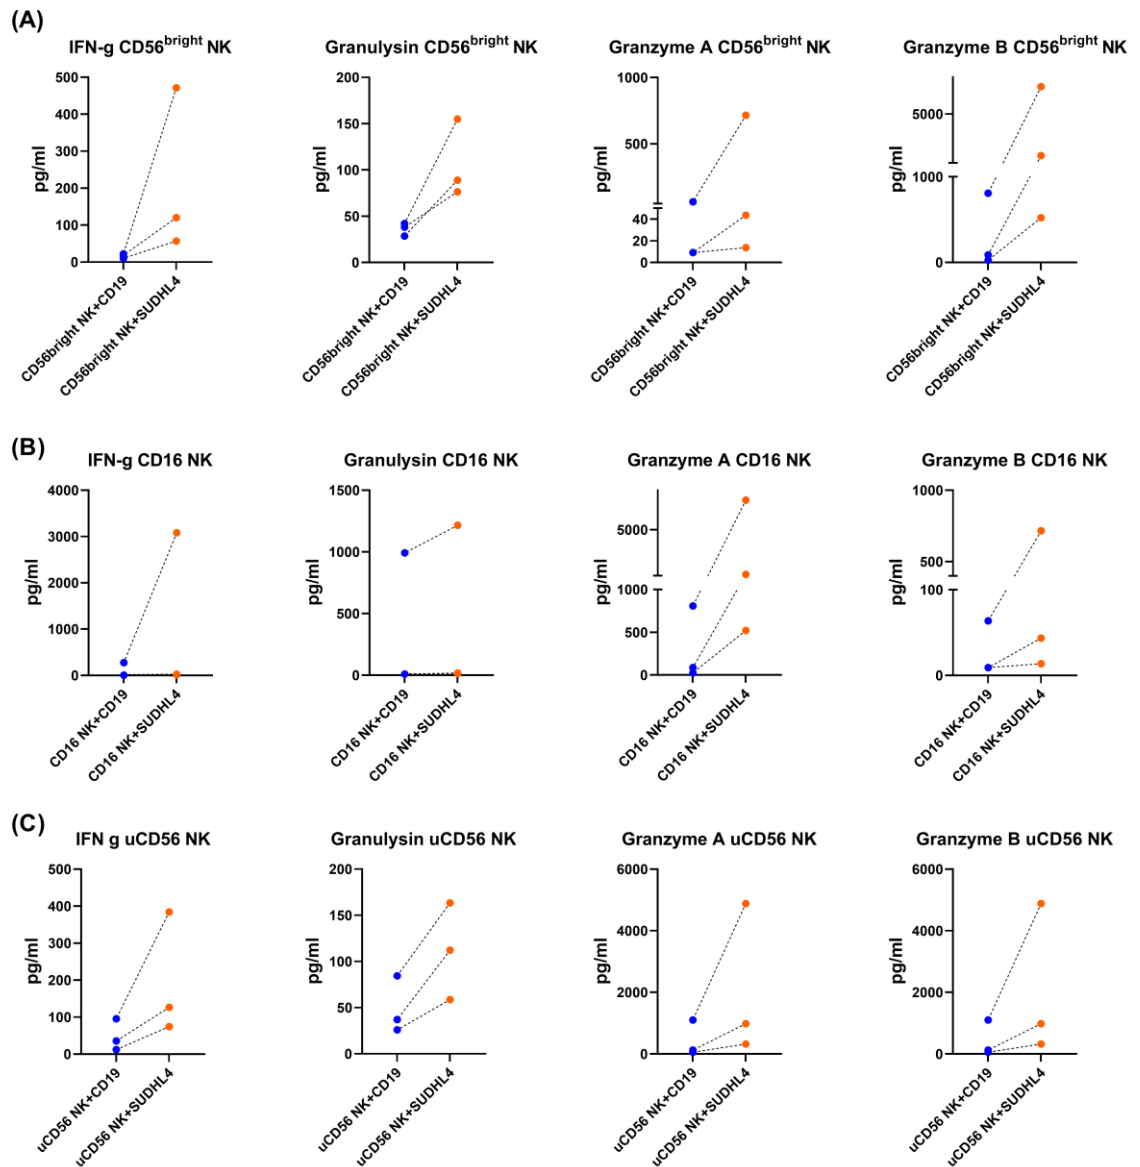 (A)
IFN-g CD56bright NK
Granulysin CD56bright NK
Granzyme A CD56bright NK
Granzyme B CD56bright NK
pg/ml
500
400
300
200
100
0
CD56bright NK+CD19
CD56bright NK+SUDHL4
pg/ml
200
150
100
50
0
CD56bright NK+CD19
CD56bright NK+SUDHL4
pg/ml
1000
500
40
20
0
CD56bright NK+CD19
CD56bright NK+SUDHL4
pg/ml
5000
1000
0
CD56bright NK+CD19
CD56bright NK+SUDHL4
(B)
IFN-g CD16 NK
Granulysin CD16 NK
Granzyme A CD16 NK
Granzyme B CD16 NK
pg/ml
4000
3000
2000
1000
0
CD16 NK+CD19
CD16 NK+SUDHL4
pg/ml
1500
1000
500
0
CD16 NK+CD19
CD16 NK+SUDHL4
pg/ml
5000
1000
500
0
CD16 NK+CD19
CD16 NK+SUDHL4
pg/ml
1000
500
100
0
CD16 NK+CD19
CD16 NK+SUDHL4
(C)
IFN g uCD56 NK
Granulysin uCD56 NK
Granzyme A uCD56 NK
Granzyme B uCD56 NK
pg/ml
500
400
300
200
100
0
uCD56 NK+CD19
uCD56 NK+SUDHL4
pg/ml
200
150
100
50
0
uCD56 NK+CD19
uCD56 NK+SUDHL4
pg/ml
6000
4000
2000
0
uCD56 NK+CD19
uCD56 NK+SUDHL4
pg/ml
6000
4000
2000
0
uCD56 NK+CD19
uCD56 NK+SUDHL4